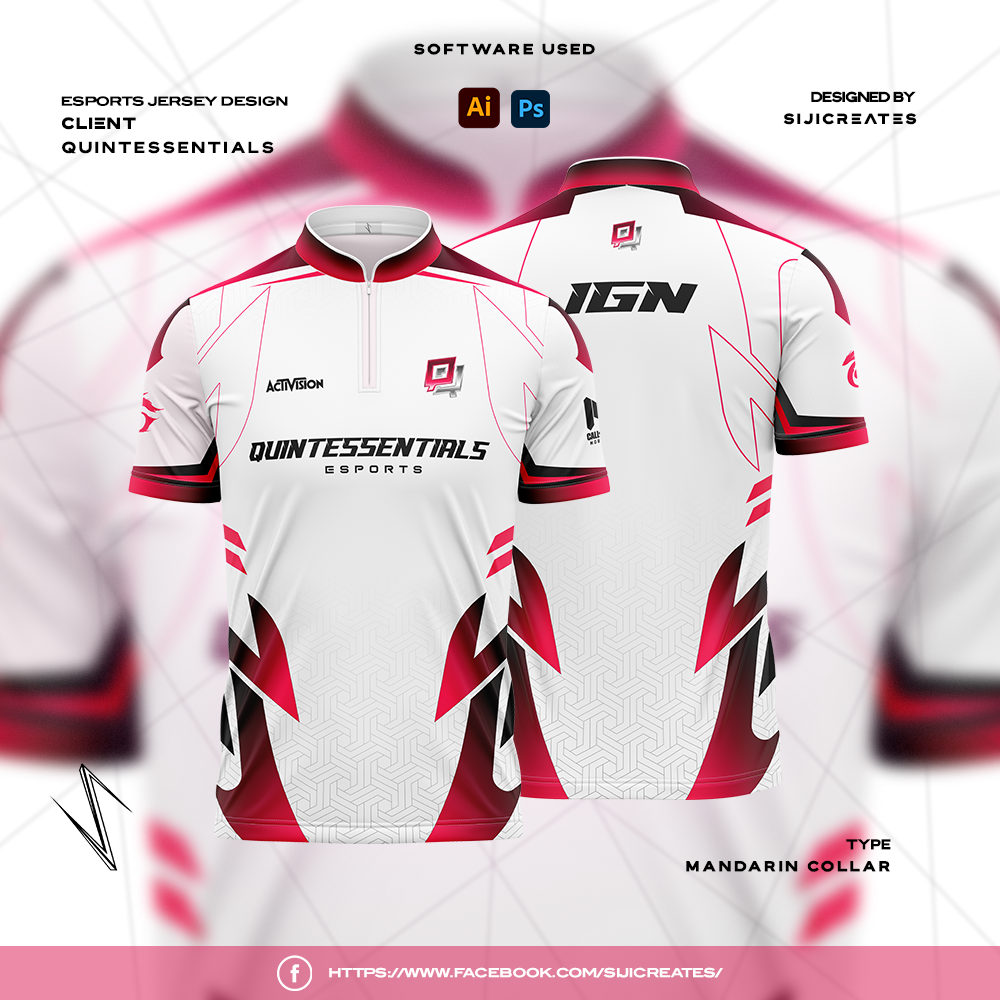 SOFTWARE USED
Ai Ps
ESPORTS JERSEY DESIGN
CLIENT
QUINTESSENTIALS
DESIGNED BY
SIJICREATES
IGN
ACTIVISION
QUINTESSENTIALS
ESPORTS
TYPE
MANDARIN COLLAR
HTTPS://WWW.FACEBOOK.COM/SIJICREATES/